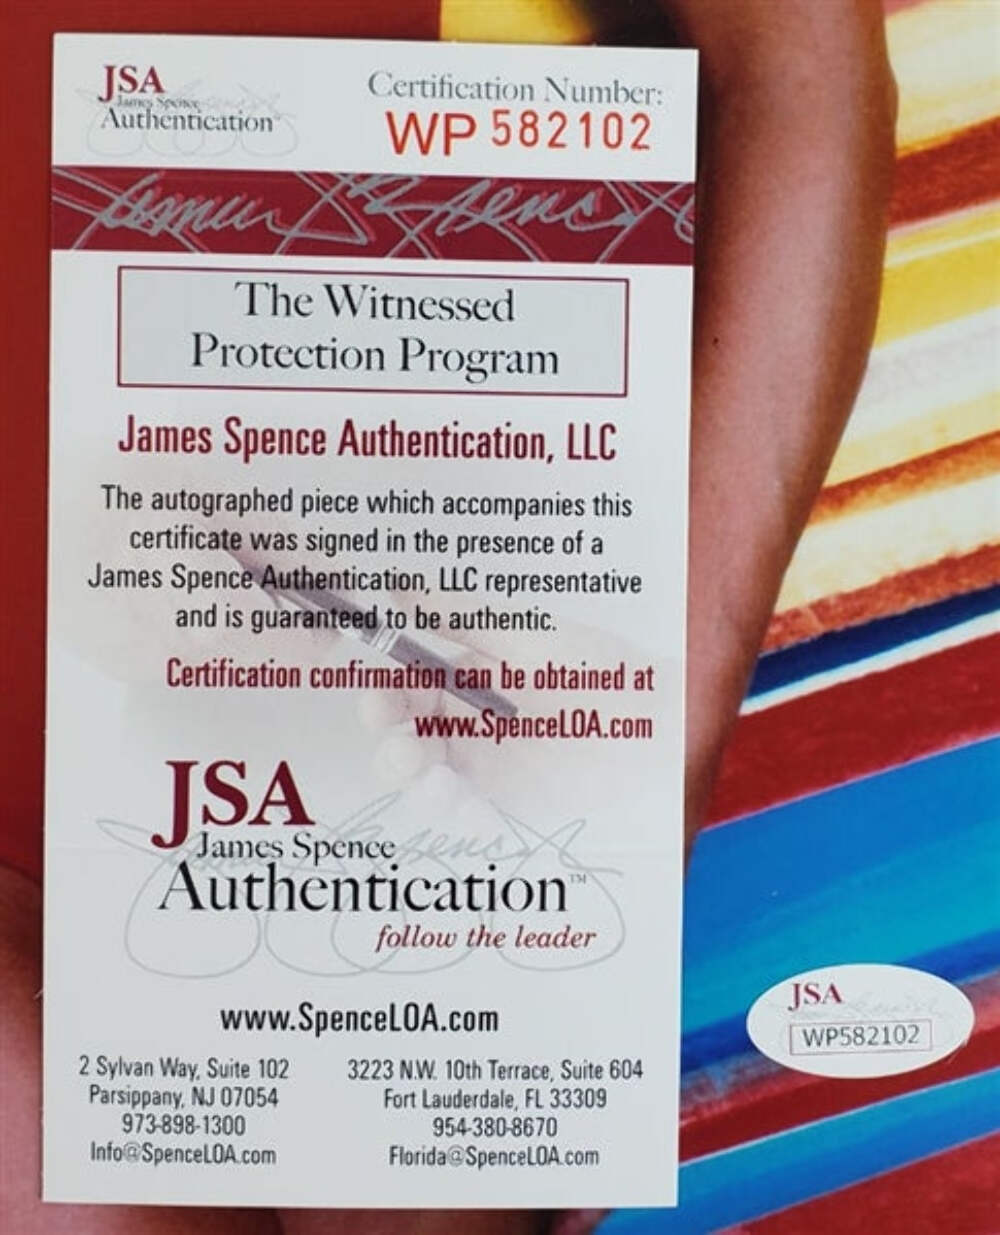 JSA
James Spence
Authentication
Certification Number:
WP 582102
The Witnessed
Protection Program
James Spence Authentication, LLC
The autographed piece which accompanies this
certificate was signed in the presence of a
James Spence Authentication, LLC representative
and is guaranteed to be authentic.
Certification confirmation can be obtained at
www.SpenceLOA.com
JSA
James Spence
Authentication™
follow the leader
www.SpenceLOA.com
2 Sylvan Way, Suite 102
Parsippany, NJ 07054
973-898-1300
Info@SpenceLOA.com
3223 N.W. 10th Terrace, Suite 604
Fort Lauderdale, FL 33309
954-380-8670
Florida@SpenceLOA.com
JSA
WP582102